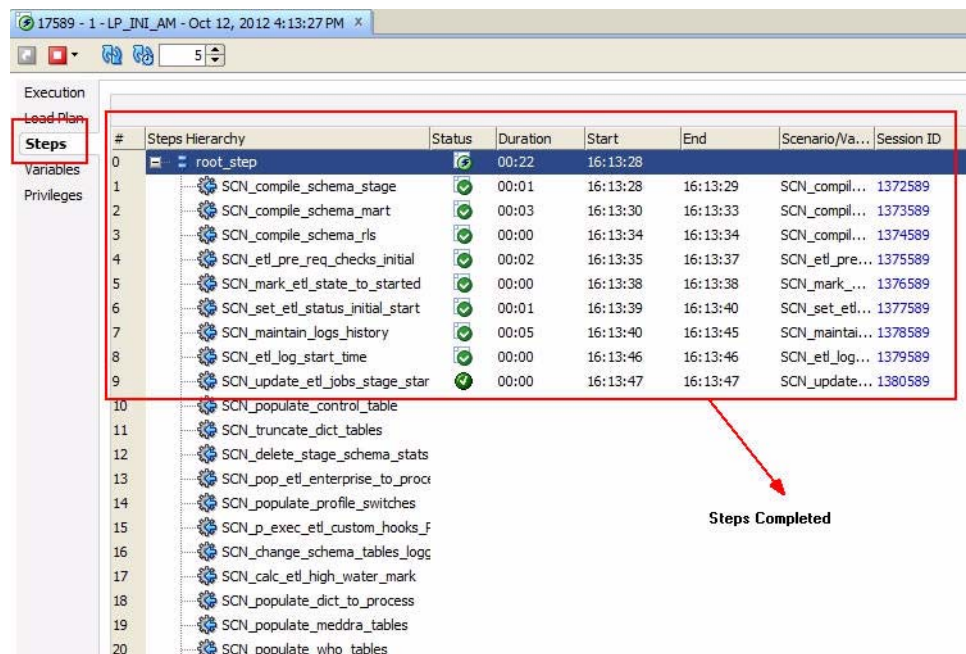 17589 - 1 - LP_INI_AM - Oct 12, 2012 4:13:27 PM x
5
Execution
Load Plan
Steps
Variables
Privileges
# Steps Hierarchy Status Duration Start End Scenario/Va... Session ID
0 root_step 00:22 16:13:28
1 SCN_compile_schema_stage 00:01 16:13:28 16:13:29 SCN_compil... 1372589
2 SCN_compile_schema_mart 00:03 16:13:30 16:13:33 SCN_compil... 1373589
3 SCN_compile_schema_rls 00:00 16:13:34 16:13:34 SCN_compil... 1374589
4 SCN_etl_pre_req_checks_initial 00:02 16:13:35 16:13:37 SCN_etl_pre... 1375589
5 SCN_mark_etl_state_to_started 00:00 16:13:38 16:13:38 SCN_mark_... 1376589
6 SCN_set_etl_status_initial_start 00:01 16:13:39 16:13:40 SCN_set_etl... 1377589
7 SCN_maintain_logs_history 00:05 16:13:40 16:13:45 SCN_maintai... 1378589
8 SCN_etl_log_start_time 00:00 16:13:46 16:13:46 SCN_etl_log... 1379589
9 SCN_update_etl_jobs_stage_star 00:00 16:13:47 16:13:47 SCN_update... 1380589
10 SCN_populate_control_table
11 SCN_truncate_dict_tables
12 SCN_delete_stage_schema_stats
13 SCN_pop_etl_enterprise_to_proce
14 SCN_populate_profile_switches
15 SCN_p_exec_etl_custom_hooks_F
16 SCN_change_schema_tables_logg
17 SCN_calc_etl_high_water_mark
18 SCN_populate_dict_to_process
19 SCN_populate_meddra_tables
20 SCN_populate_who_tables
Steps Completed